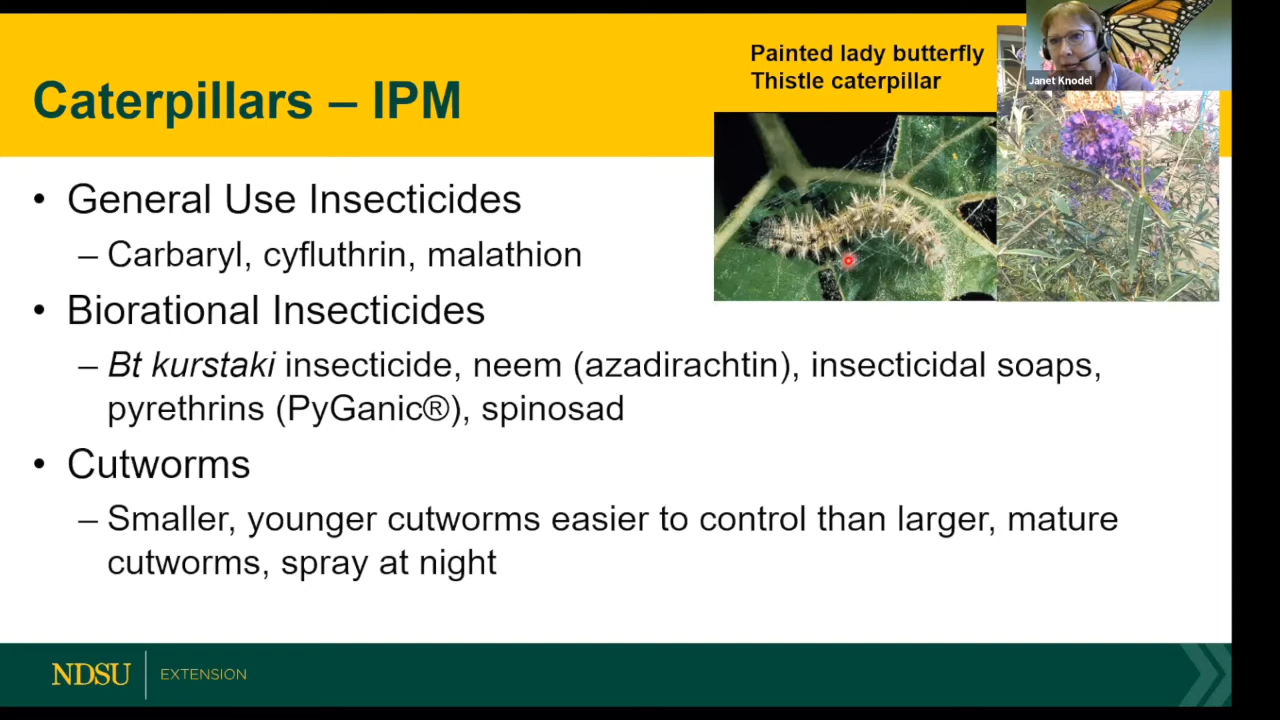 Painted lady butterfly
Thistle caterpillar
Janet Knodel
Caterpillars – IPM
• General Use Insecticides
– Carbaryl, cyfluthrin, malathion
• Biorational Insecticides
– Bt kurstaki insecticide, neem (azadirachtin), insecticidal soaps,
pyrethrins (PyGanic®), spinosad
• Cutworms
– Smaller, younger cutworms easier to control than larger, mature
cutworms, spray at night
NDSU EXTENSION